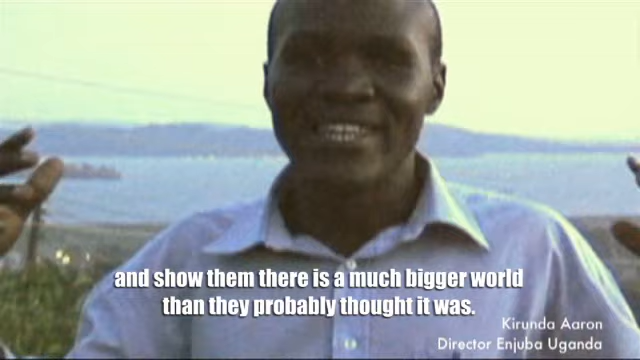 and show them there is a much bigger world
than they probably thought it was.
Kirunda Aaron
Director Enjuba Uganda